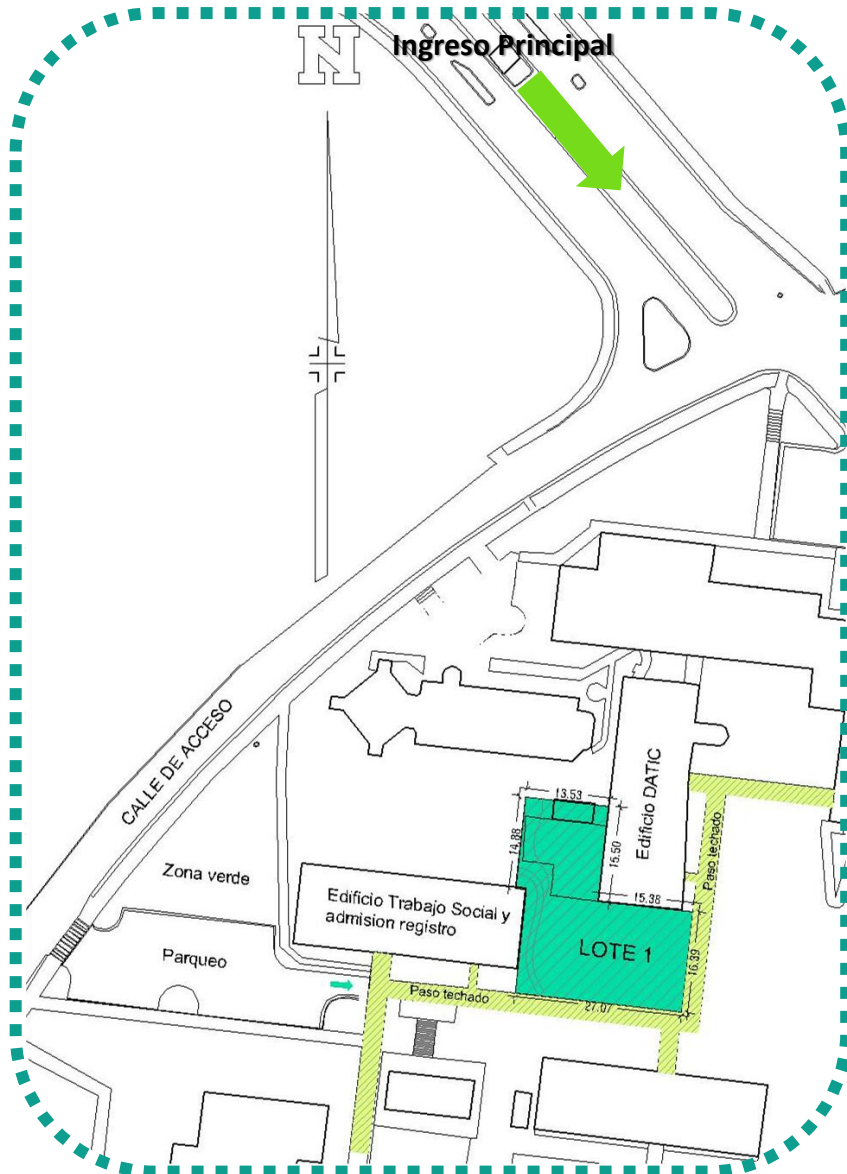 Ingreso Principal
N
CALLE DE ACCESO
13.53
14.88
15.50
Edificio DATIC
Paso techado
Zona verde
15.38
Edificio Trabajo Social y
admision registro
LOTE 1
16.39
Parqueo
Paso techado
27.07